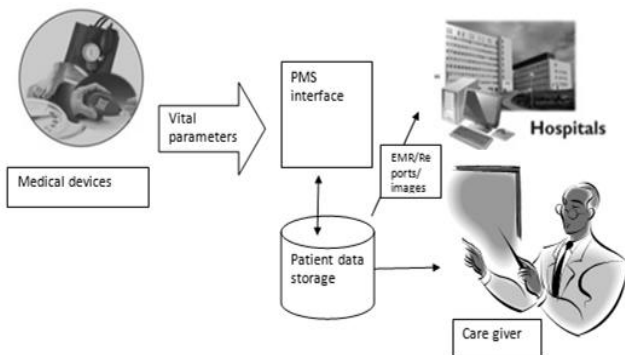 PMS
interface
Vital
parameters
Hospitals
Medical devices
EMR/Re
ports/
images
Patient data
storage
Care giver